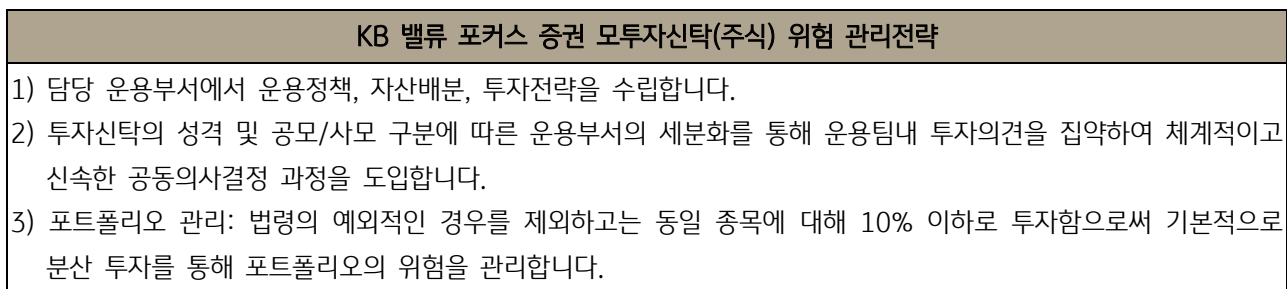 KB 밸류 포커스 증권 모투자신탁(주식) 위험 관리전략
1) 담당 운용부서에서 운용정책, 자산배분, 투자전략을 수립합니다.
2) 투자신탁의 성격 및 공모/사모 구분에 따른 운용부서의 세분화를 통해 운용팀내 투자의견을 집약하여 체계적이고
신속한 공동의사결정 과정을 도입합니다.
3) 포트폴리오 관리: 법령의 예외적인 경우를 제외하고는 동일 종목에 대해 10% 이하로 투자함으로써 기본적으로
분산 투자를 통해 포트폴리오의 위험을 관리합니다.